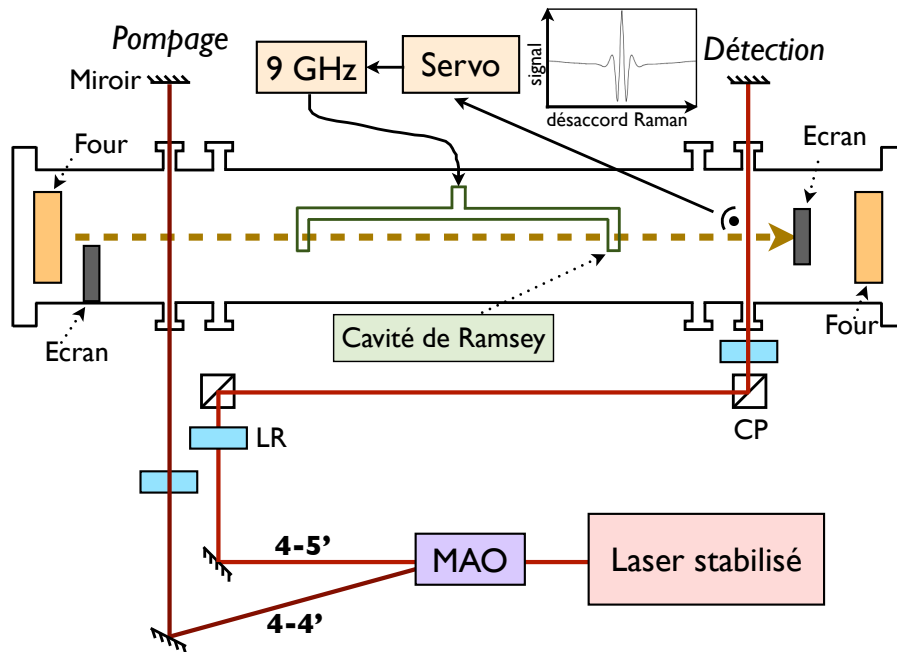 Pompage
Détection
Miroir
9 GHz
Servo
signal
désaccord Raman
Four
Ecran
Ecran
Cavité de Ramsey
Four
LR
CP
4-5’
MAO
Laser stabilisé
4-4’